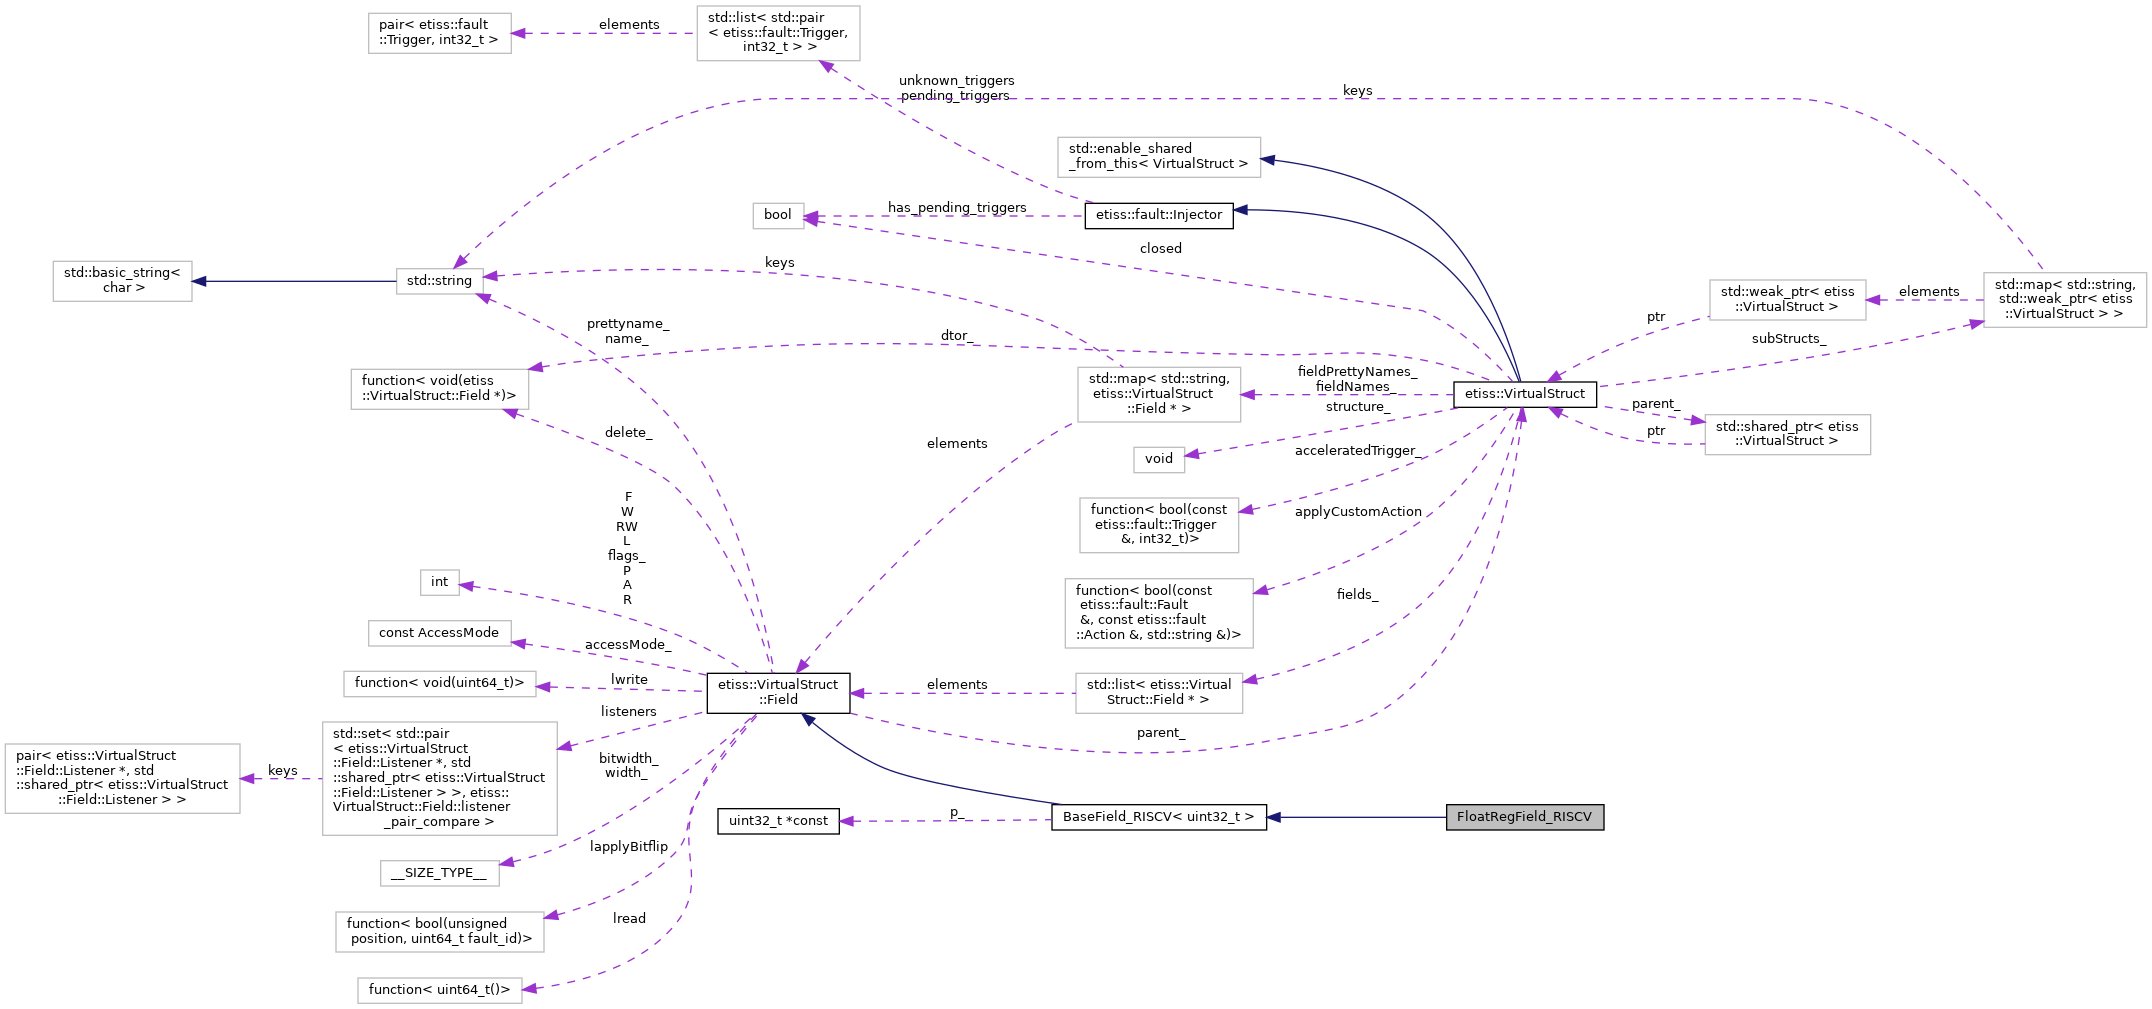 pair< etiss::fault
::Trigger, int32_t >
elements
std::list< std::pair
< etiss::fault::Trigger,
int32_t > >
unknown_triggers
pending_triggers
keys
std::enable_shared
_from_this< VirtualStruct >
bool
has_pending_triggers
etiss::fault::Injector
closed
std::basic_string<
char >
std::string
keys
std::weak_ptr< etiss
::VirtualStruct >
elements
std::map< std::string,
std::weak_ptr< etiss
::VirtualStruct > >
ptr
subStructs_
prettyname_
name_
dtor_
function< void(etiss
::VirtualStruct::Field *)>
std::map< std::string,
etiss::VirtualStruct
::Field * >
fieldPrettyNames_
fieldNames_
structure_
etiss::VirtualStruct
parent_
ptr
std::shared_ptr< etiss
::VirtualStruct >
delete_
elements
void
acceleratedTrigger_
function< bool(const
etiss::fault::Trigger
&, int32_t)>
applyCustomAction
F
W
RW
L
flags_
P
A
R
int
function< bool(const
etiss::fault::Fault
&, const etiss::fault
::Action &, std::string &)>
fields_
const AccessMode
accessMode_
function< void(uint64_t)>
lwrite
etiss::VirtualStruct
::Field
elements
std::list< etiss::Virtual
Struct::Field * >
listeners
parent_
pair< etiss::VirtualStruct
::Field::Listener *, std
::shared_ptr< etiss::VirtualStruct
::Field::Listener > >
keys
std::set< std::pair
< etiss::VirtualStruct
::Field::Listener *, std
::shared_ptr< etiss::VirtualStruct
::Field::Listener > >, etiss::
VirtualStruct::Field::listener
_pair_compare >
bitwidth_
width_
uint32_t *const
p_
BaseField_RISCV< uint32_t >
FloatRegField_RISCV
__SIZE_TYPE__
lapplyBitflip
function< bool(unsigned
position, uint64_t fault_id)>
lread
function< uint64_t()>